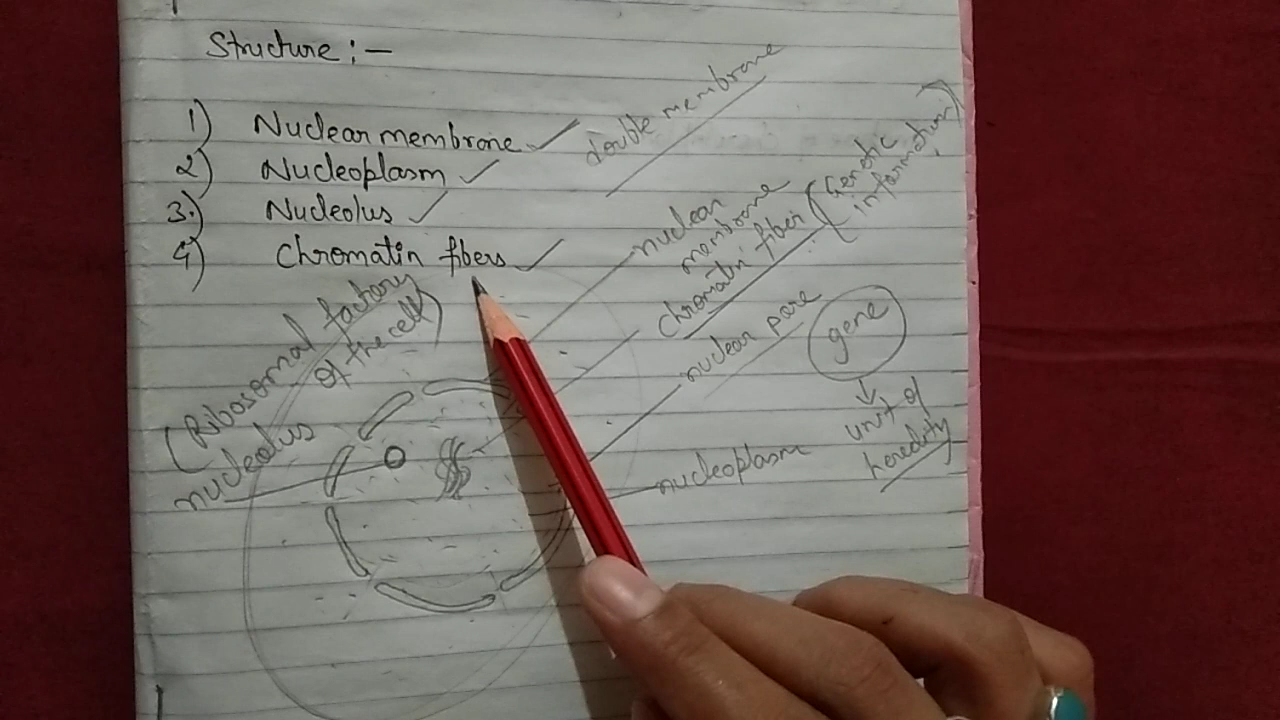 Structure :-
1) Nuclear membrane
2) Nucleoplasm
3.) Nucleolus
4) Chromatin fibers
double membrane
nuclear
membrane
chromatin fiber (Genetic
information)
nuclear pore
gene
unit of
heredity
nucleoplasm
(Ribosomal factory
of the cell)
nucleolus